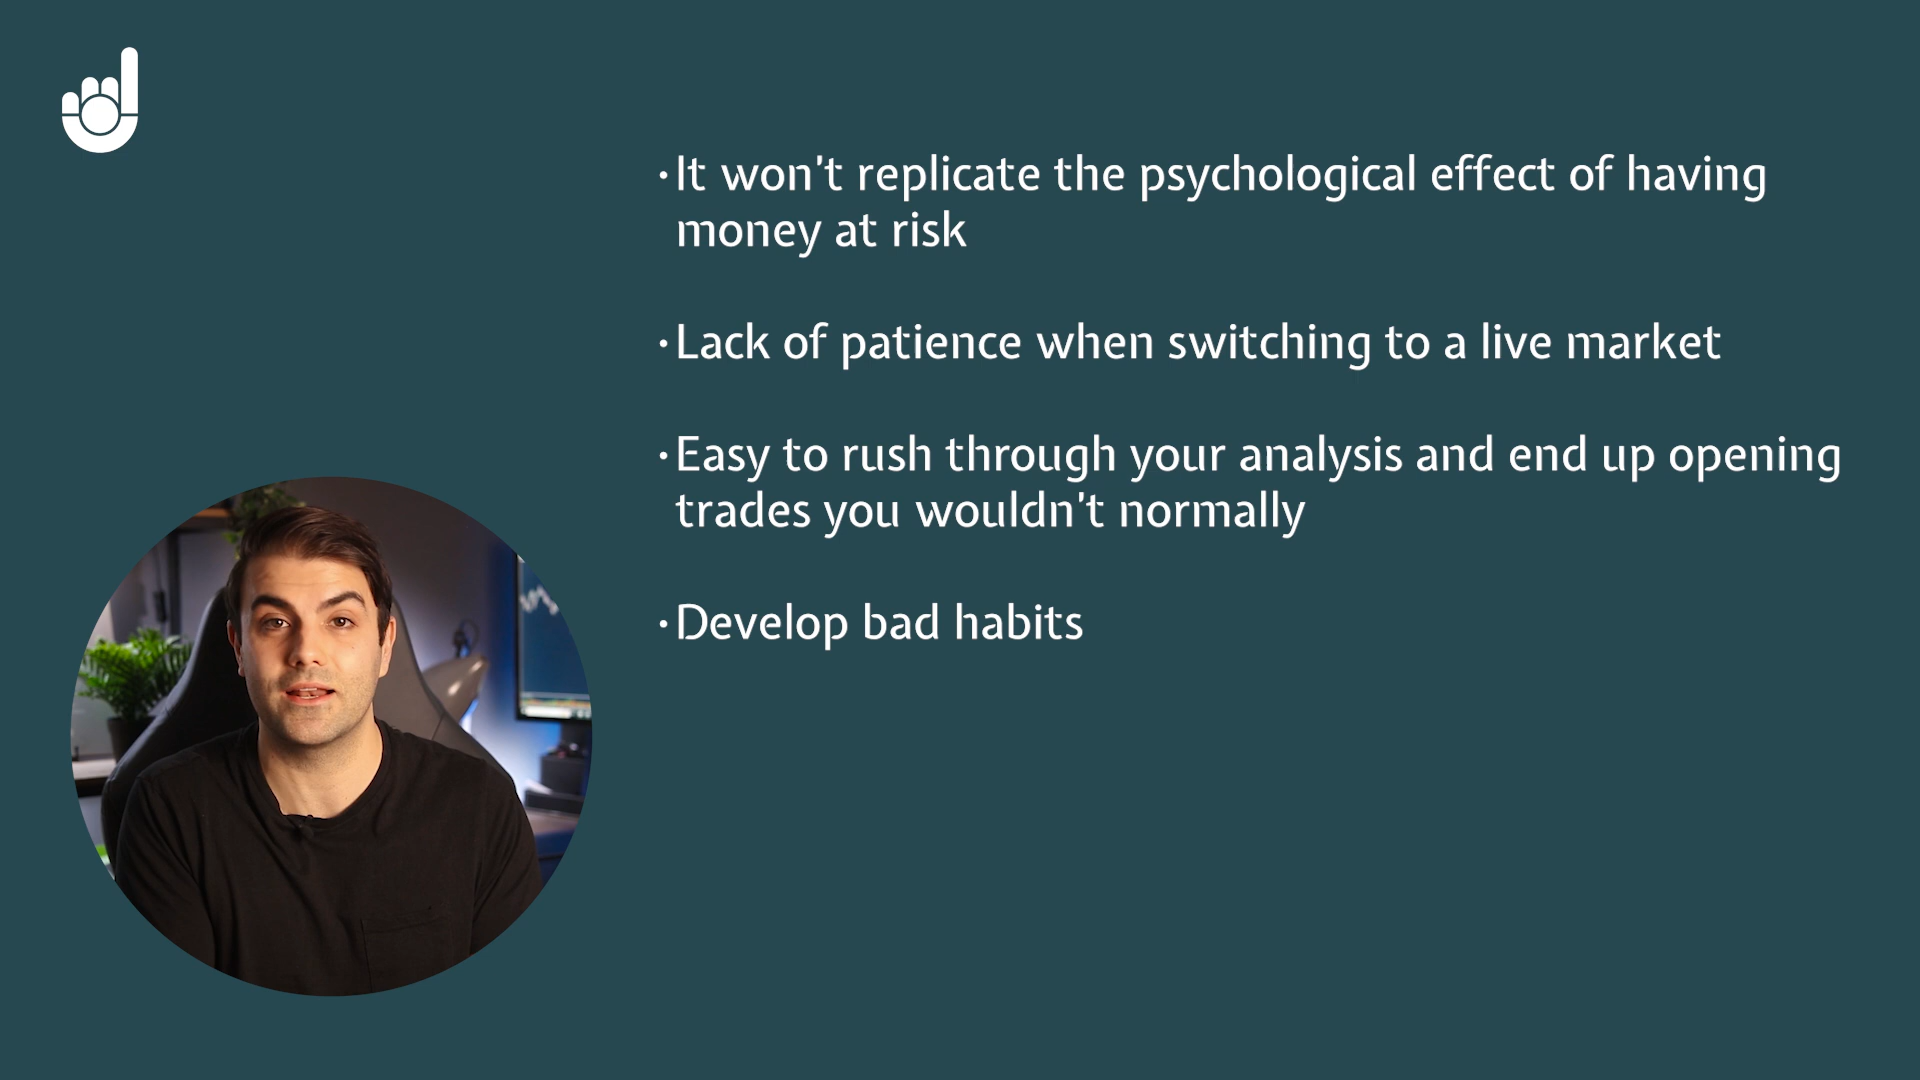 ·It won't replicate the psychological effect of having
money at risk
·Lack of patience when switching to a live market
·Easy to rush through your analysis and end up opening
trades you wouldn't normally
·Develop bad habits